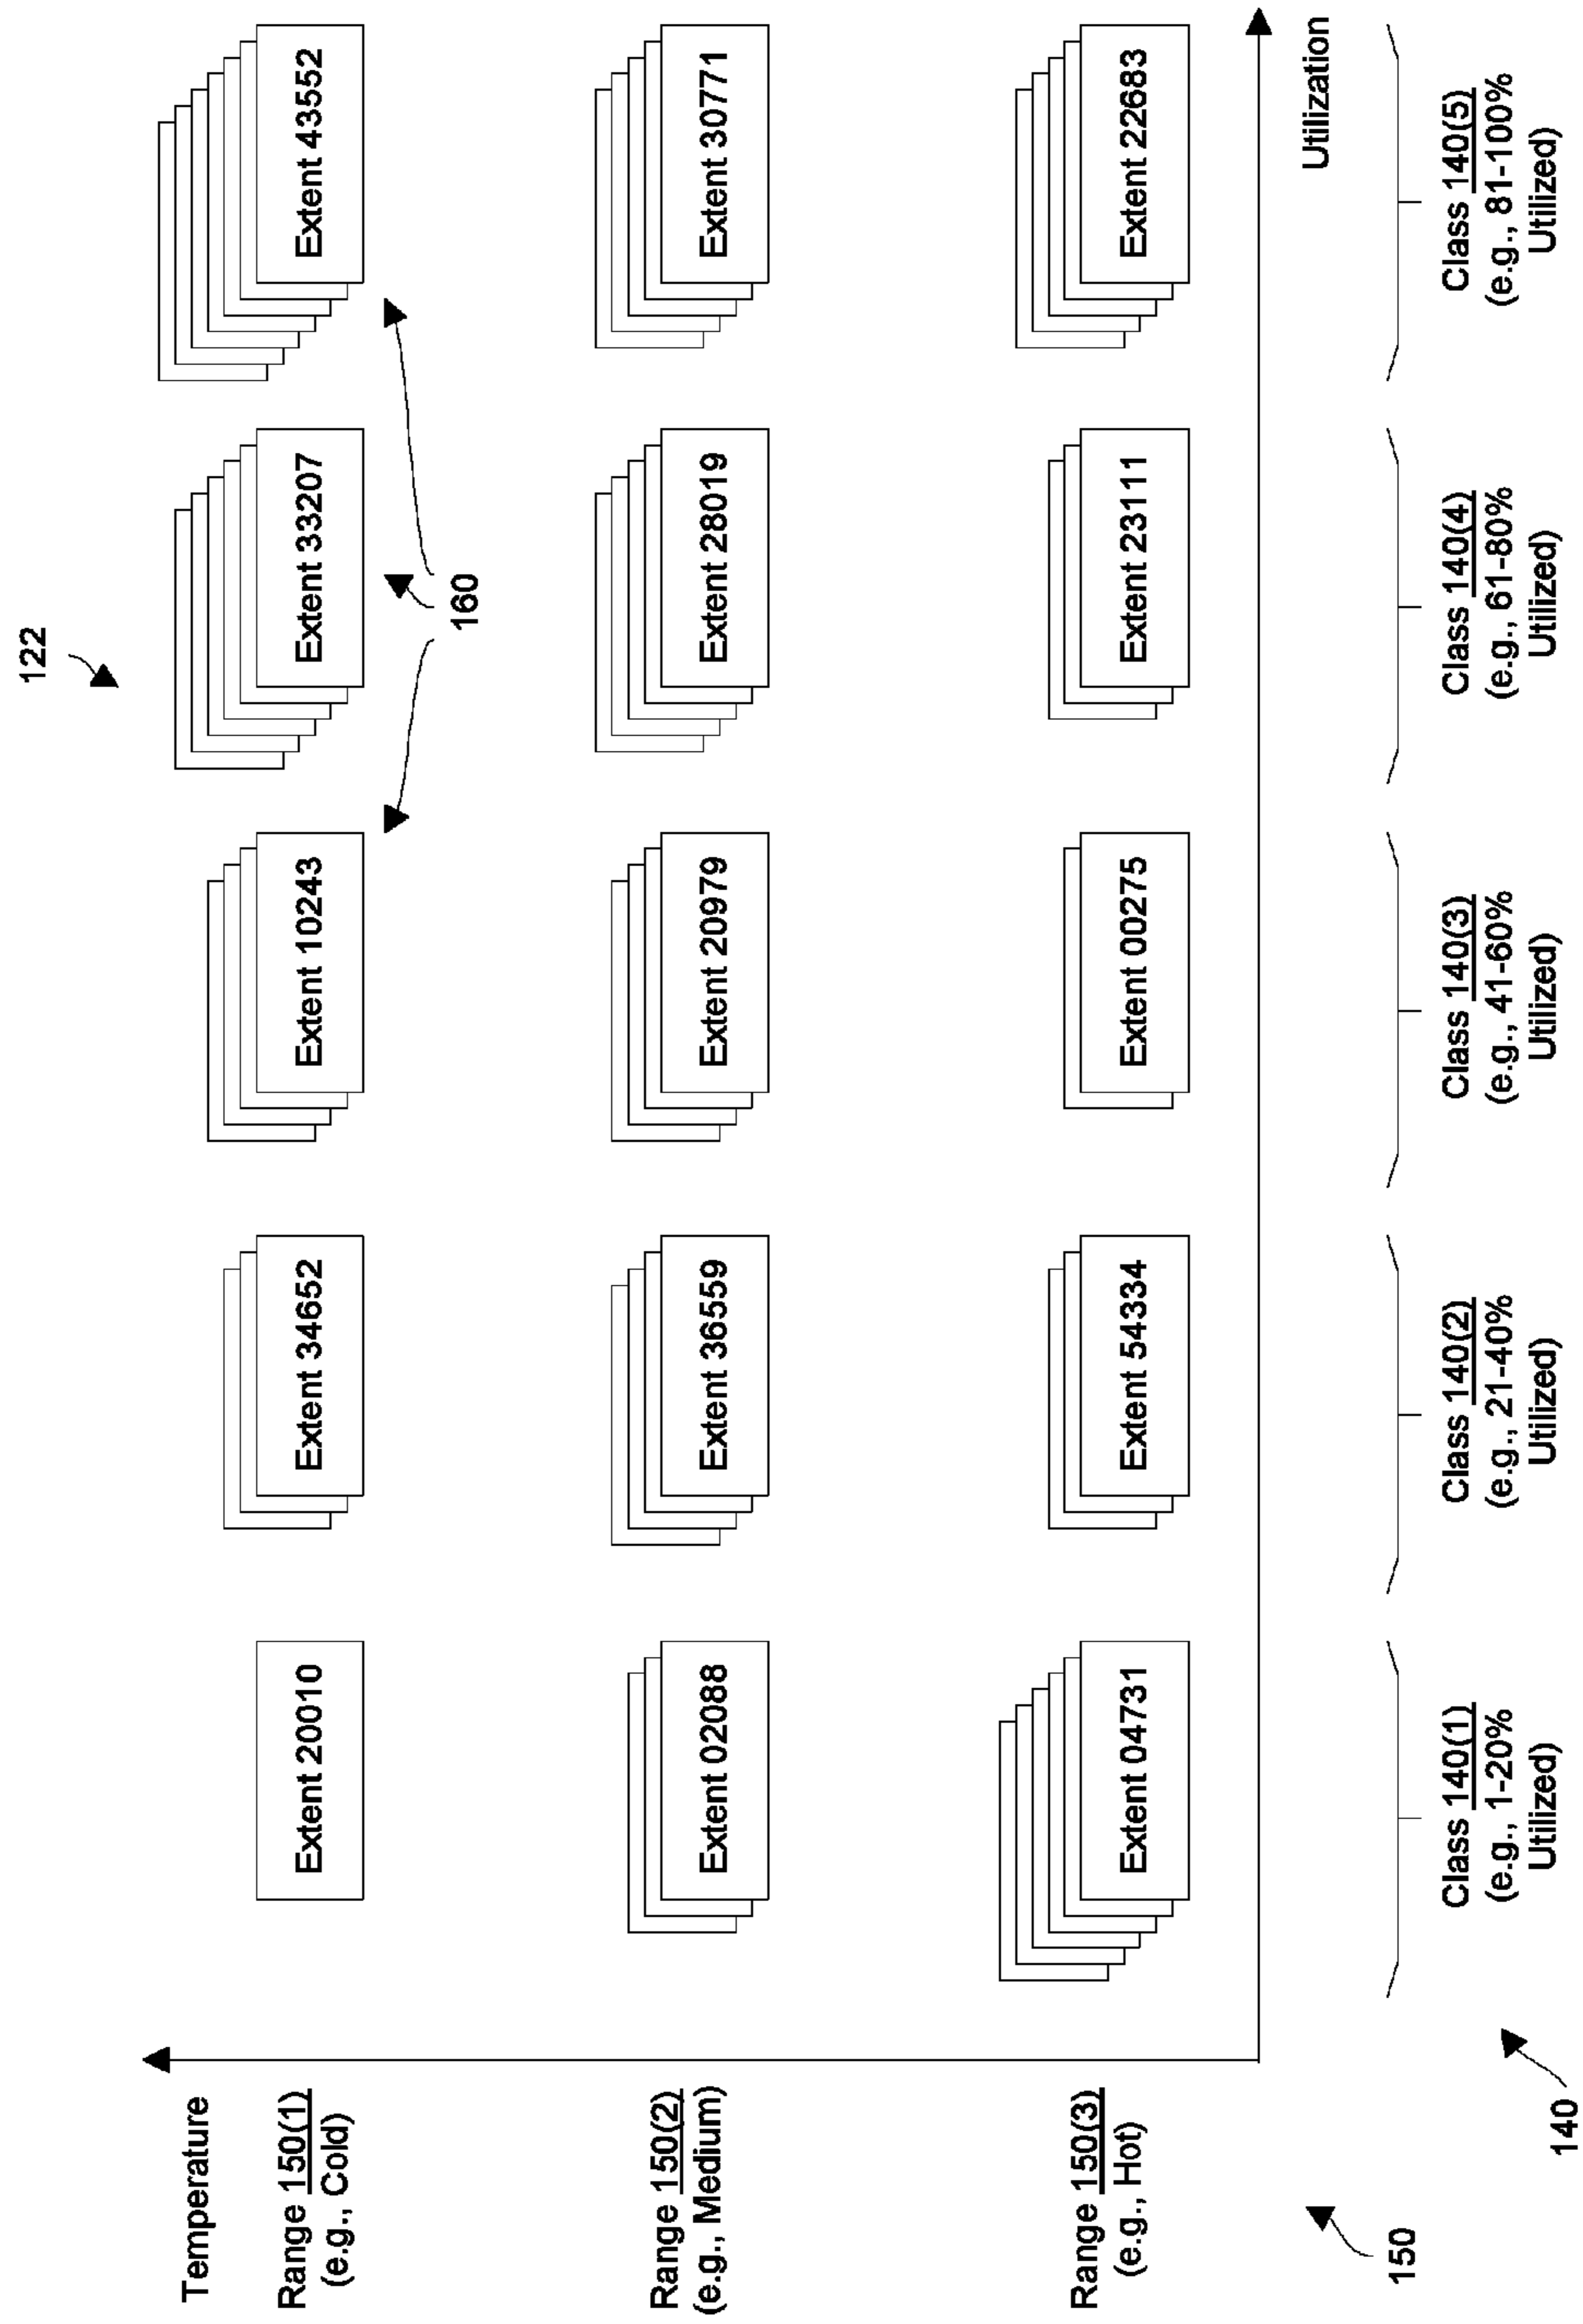 122
Temperature
Range 150(1)
(e.g., Cold)
Extent 20010
Extent 34652
Extent 10243
Extent 33207
Extent 43552
160
Range 150(2)
(e.g., Medium)
Extent 02088
Extent 36559
Extent 20979
Extent 28019
Extent 30771
Range 150(3)
(e.g., Hot)
Extent 04731
Extent 54334
Extent 00275
Extent 23111
Extent 22683
Utilization
150
Class 140(1)
(e.g., 1-20%
Utilized)
Class 140(2)
(e.g., 21-40%
Utilized)
Class 140(3)
(e.g., 41-60%
Utilized)
Class 140(4)
(e.g., 61-80%
Utilized)
Class 140(5)
(e.g., 81-100%
Utilized)
140